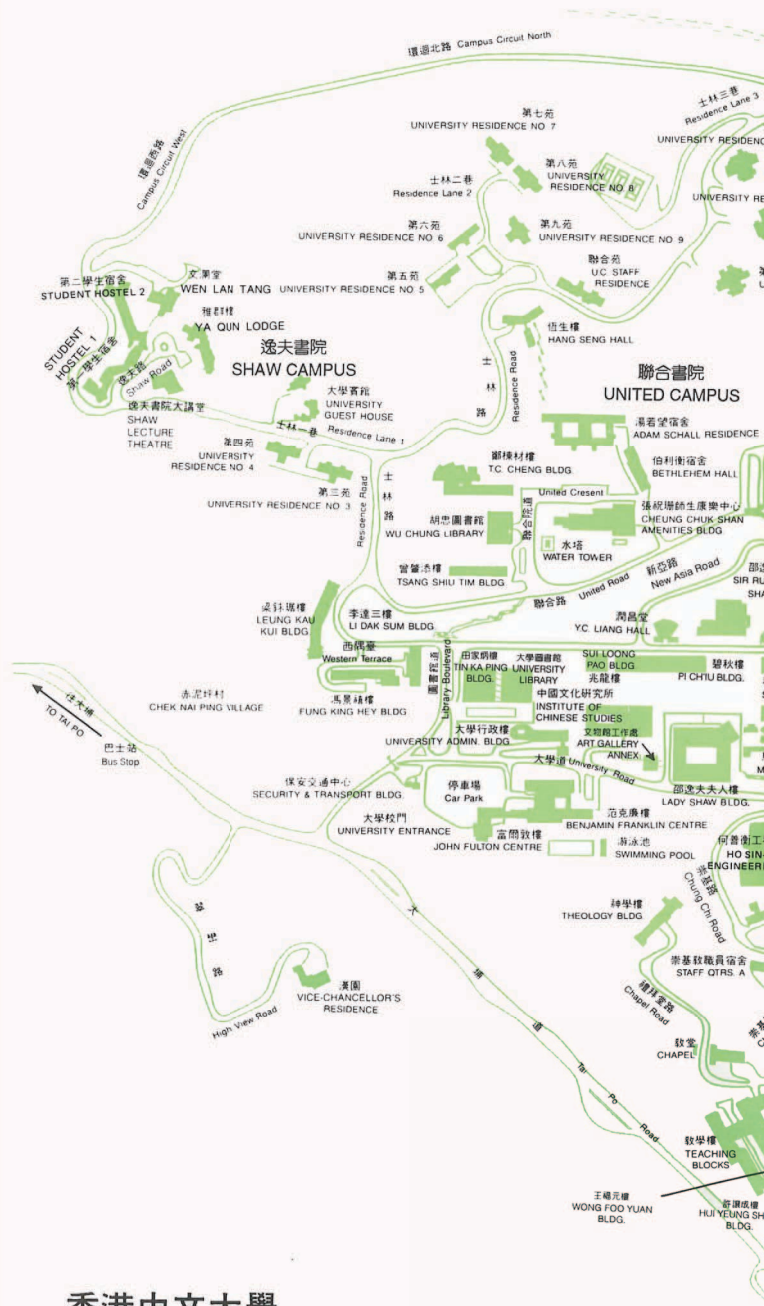 環迴北路 Campus Circuit North
環迴西路
Campus Circuit West
士林三巷
Residence Lane 3
第七苑
UNIVERSITY RESIDENCE NO 7
第八苑
UNIVERSITY
RESIDENCE NO 8
士林二巷
Residence Lane 2
第六苑
UNIVERSITY RESIDENCE NO 6
第九苑
UNIVERSITY RESIDENCE NO 9
第五苑
UNIVERSITY RESIDENCE NO 5
聯合苑
U.C. STAFF
RESIDENCE
第二學生宿舍
STUDENT HOSTEL 2
文瀾堂
WEN LAN TANG
雅群樓
YA QUN LODGE
STUDENT
HOSTEL 1
第一學生宿舍
逸夫路
Shaw Road
逸夫書院
SHAW CAMPUS
恆生樓
HANG SENG HALL
聯合書院
UNITED CAMPUS
逸夫書院大講堂
SHAW
LECTURE
THEATRE
大學賓館
UNIVERSITY
GUEST HOUSE
士林路
Residence Road
士林一巷 Residence Lane 1
第四苑
UNIVERSITY
RESIDENCE NO 4
第三苑
UNIVERSITY RESIDENCE NO 3
士林路
Residence Road
湯若望宿舍
ADAM SCHALL RESIDENCE
伯利衡宿舍
BETHLEHEM HALL
鄭棟材樓
T.C. CHENG BLDG.
United Cresent
聯合院道
胡忠圖書館
WU CHUNG LIBRARY
張祝珊師生康樂中心
CHEUNG CHUK SHAN
AMENITIES BLDG
水塔
WATER TOWER
曾肇添樓
TSANG SHIU TIM BLDG
聯合路 United Road
新亞路
New Asia Road
梁銶琚樓
LEUNG KAU
KUI BLDG.
李達三樓
LI DAK SUM BLDG
潤昌堂
Y.C. LIANG HALL
西隅臺
Western Terrace
圖書館道
Library Boulevard
田家炳樓
TIN KA PING
BLDG.
大學圖書館
UNIVERSITY
LIBRARY
SUI LOONG
PAO BLDG
兆龍樓
碧秋樓
PI CHIU BLDG.
馮景禧樓
FUNG KING HEY BLDG
中國文化研究所
INSTITUTE OF
CHINESE STUDIES
大學行政樓
UNIVERSITY ADMIN. BLDG
文物館工作處
ART GALLERY
ANNEX
大學道 University Road
邵逸夫夫人樓
LADY SHAW BLDG.
赤泥坪村
CHEK NAI PING VILLAGE
往大埔
TO TAI PO
巴士站
Bus Stop
保安交通中心
SECURITY & TRANSPORT BLDG.
停車場
Car Park
大學校門
UNIVERSITY ENTRANCE
范克廉樓
BENJAMIN FRANKLIN CENTRE
富爾敦樓
JOHN FULTON CENTRE
游泳池
SWIMMING POOL
崇基路
Chung Chi Road
神學樓
THEOLOGY BLDG.
崇基教職員宿舍
STAFF QTRS. A
禮拜堂路
Chapel Road
教堂
CHAPEL
漢園
VICE-CHANCELLOR'S
RESIDENCE
High View Road
大埔道 Tai Po Road
教學樓
TEACHING
BLOCKS
王福元樓
WONG FOO YUAN
BLDG.
許讓成樓
HUI YEUNG SH
BLDG.
香港中文大學